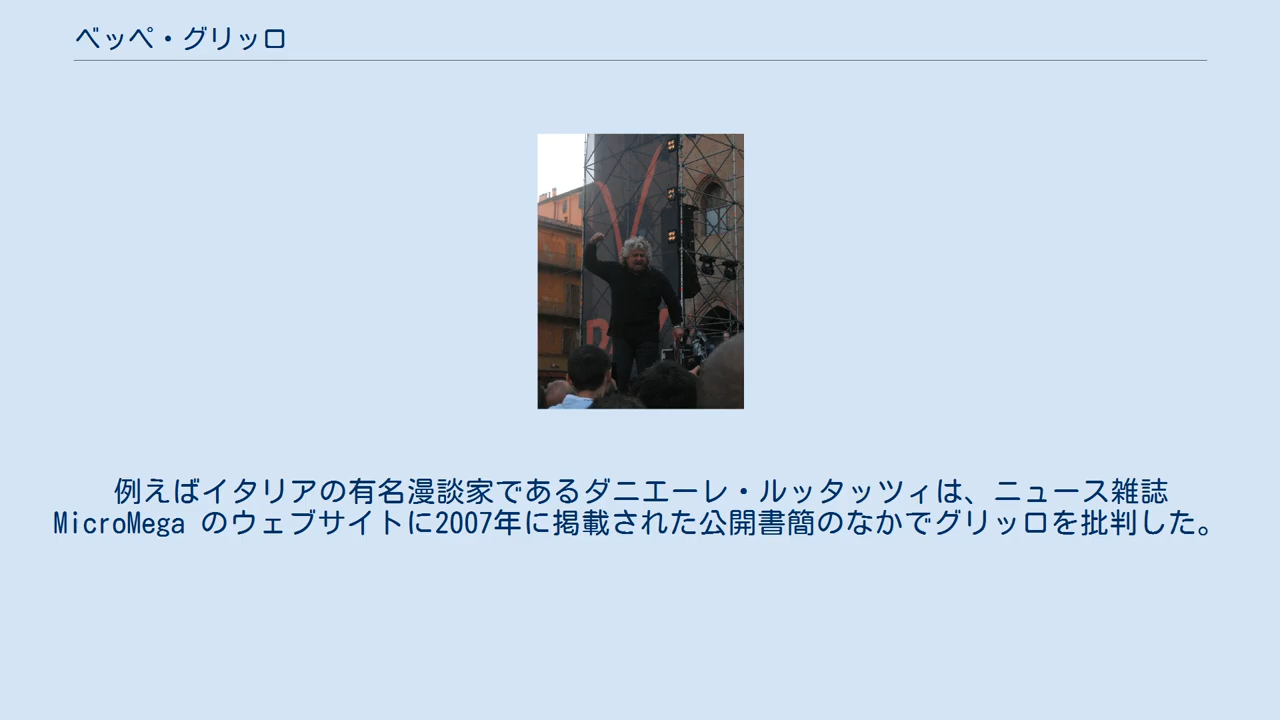 ベッペ・グリッロ
例えばイタリアの有名漫談家であるダニエーレ・ルッタッツィは、ニュース雑誌
MicroMega のウェブサイトに2007年に掲載された公開書簡のなかでグリッロを批判した。